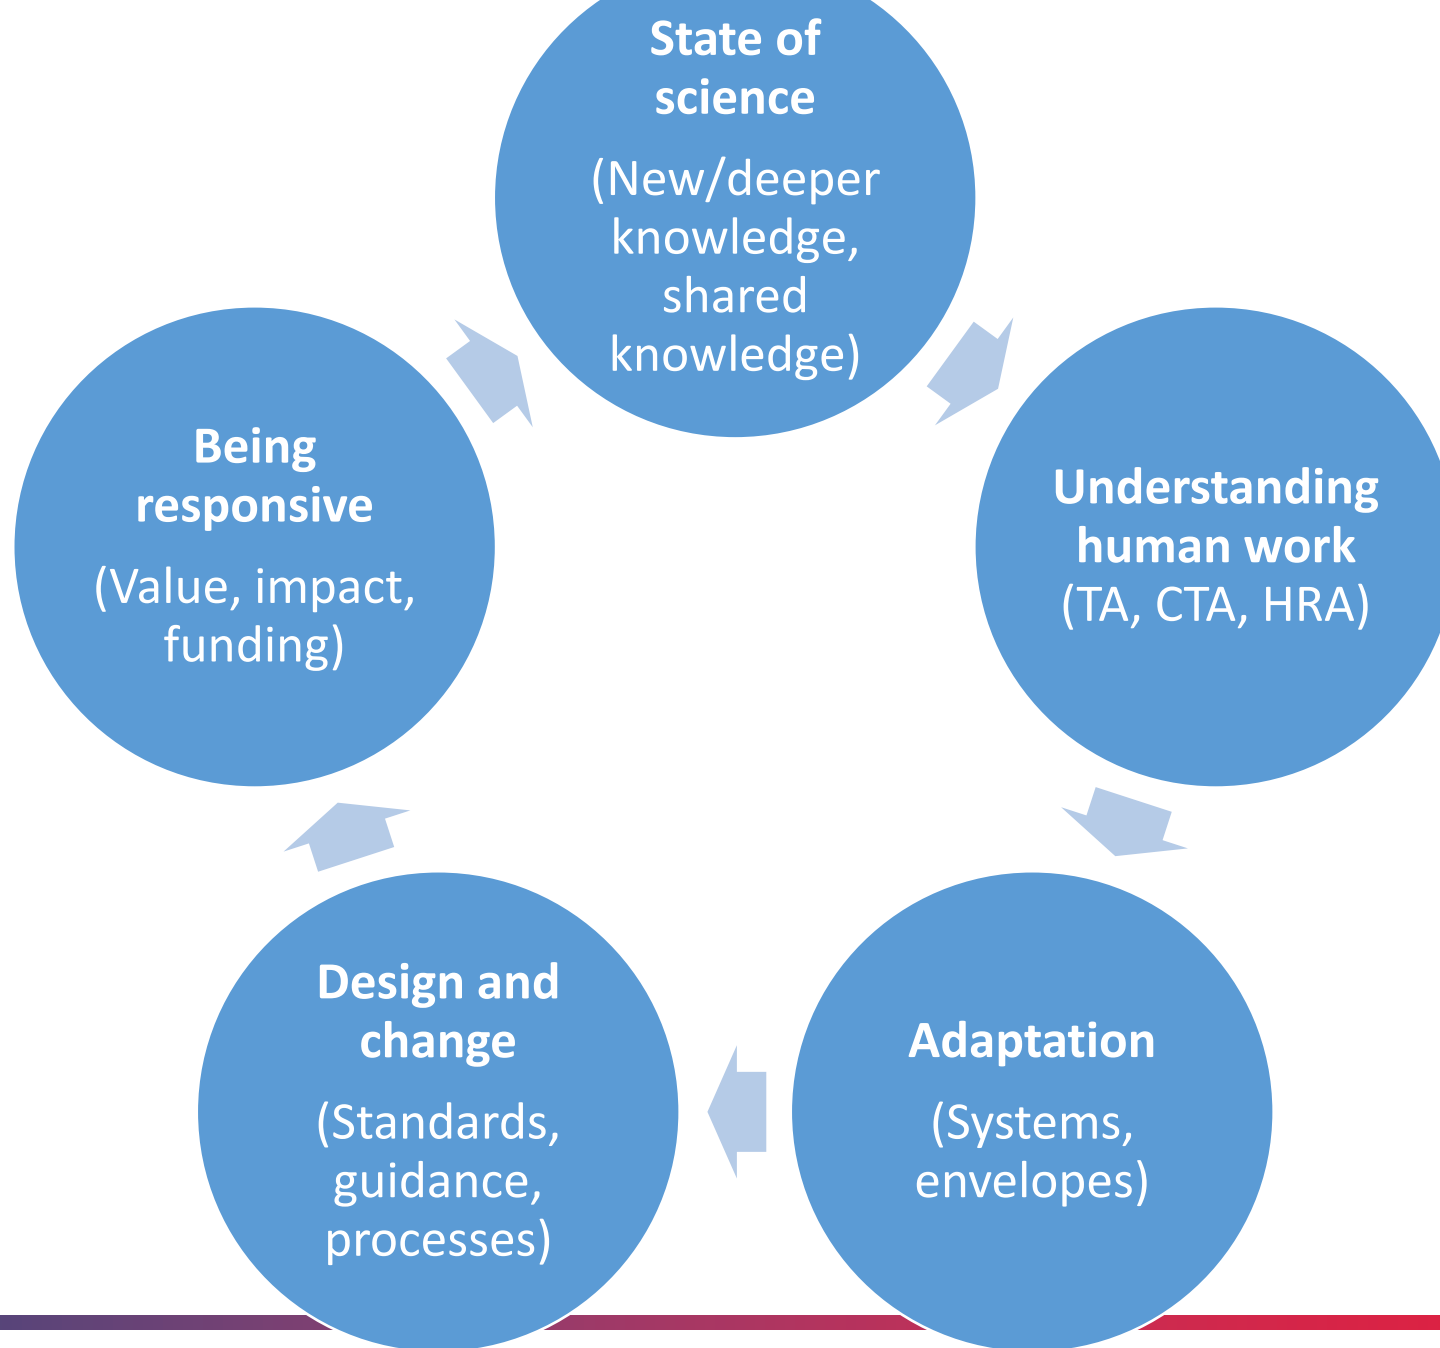 State of
science
(New/deeper
knowledge,
shared
knowledge)
Understanding
human work
(TA, CTA, HRA)
Adaptation
(Systems,
envelopes)
Design and
change
(Standards,
guidance,
processes)
Being
responsive
(Value, impact,
funding)